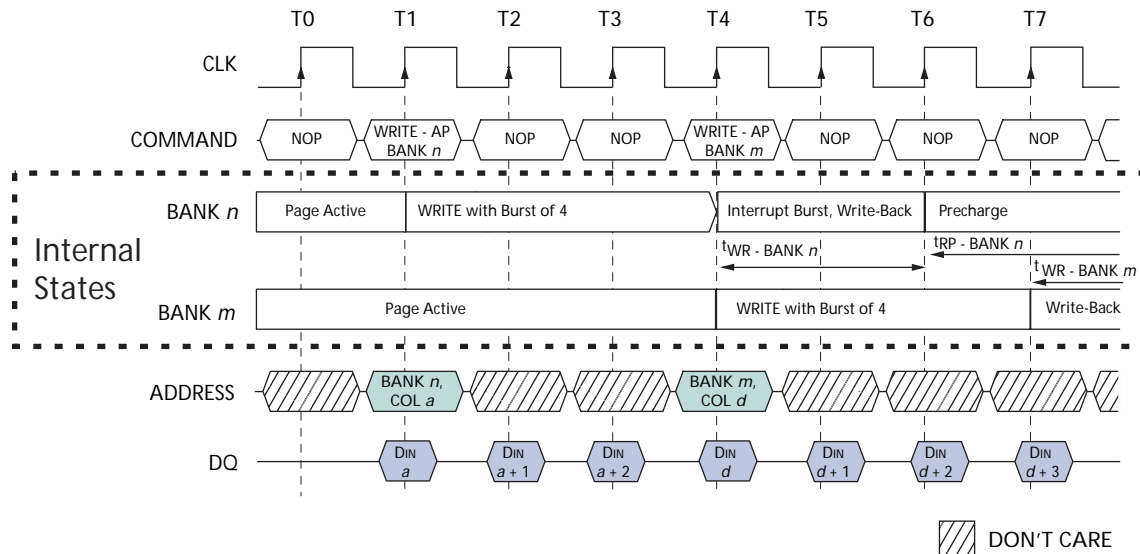 T0 T1 T2 T3 T4 T5 T6 T7
CLK
COMMAND NOP WRITE - AP BANK n NOP NOP WRITE - AP BANK m NOP NOP NOP
Internal States
BANK n Page Active WRITE with Burst of 4 Interrupt Burst, Write-Back Precharge
tWR - BANK n tRP - BANK n
tWR - BANK m
BANK m Page Active WRITE with Burst of 4 Write-Back
ADDRESS BANK n, COL a BANK m, COL d
DQ DIN a DIN a + 1 DIN a + 2 DIN d DIN d + 1 DIN d + 2 DIN d + 3
DON'T CARE